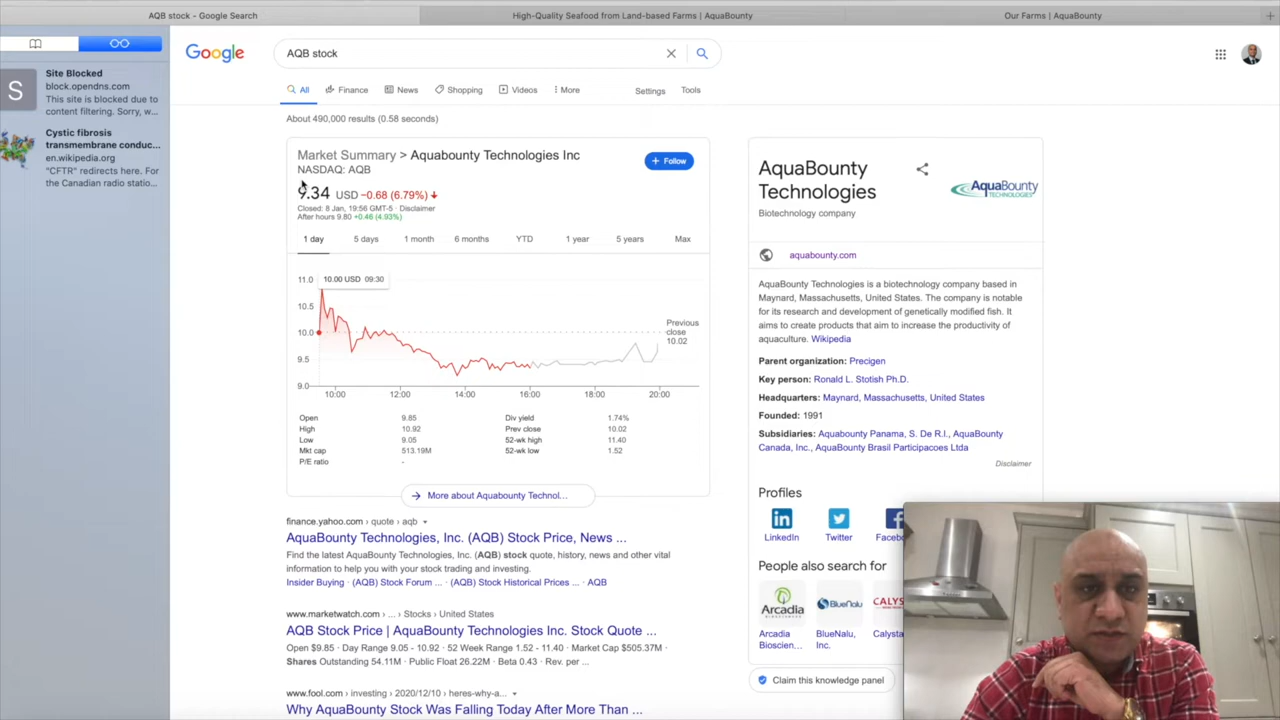 AQB stock - Google Search
High-Quality Seafood from Land-based Farms | AquaBounty
Our Farms | AquaBounty
S
Site Blocked
block.opendns.com
This site is blocked due to
content filtering. Sorry, w...
Cystic fibrosis
transmembrane conduc...
en.wikipedia.org
"CFTR" redirects here. For
the Canadian radio statio...
Google
AQB stock
All
Finance
News
Shopping
Videos
More
Settings
Tools
About 490,000 results (0.58 seconds)
Market Summary > Aquabounty Technologies Inc
NASDAQ: AQB
+ Follow
9.34 USD −0.68 (6.79%)
Closed: 8 Jan, 19:56 GMT-5 · Disclaimer
After hours 9.80 +0.46 (4.93%)
1 day
5 days
1 month
6 months
YTD
1 year
5 years
Max
10.00 USD 09:30
11.0
10.5
10.0
9.5
9.0
Previous
close
10.02
10:00
12:00
14:00
16:00
18:00
20:00
Open 9.85 Div yield 1.74%
High 10.92 Prev close 10.02
Low 9.05 52-wk high 11.40
Mkt cap 513.19M 52-wk low 1.52
P/E ratio -
More about Aquabounty Technol...
finance.yahoo.com › quote › aqb
AquaBounty Technologies, Inc. (AQB) Stock Price, News ...
Find the latest AquaBounty Technologies, Inc. (AQB) stock quote, history, news and other vital
information to help you with your stock trading and investing.
Insider Buying · (AQB) Stock Forum ... · (AQB) Stock Historical Prices ... · AQB
www.marketwatch.com › ... › Stocks › United States
AQB Stock Price | AquaBounty Technologies Inc. Stock Quote ...
Open $9.85 · Day Range 9.05 - 10.92 · 52 Week Range 1.52 - 11.40 · Market Cap $505.37M ·
Shares Outstanding 54.11M · Public Float 26.22M · Beta 0.43 · Rev. per ...
www.fool.com › investing › 2020/12/10 › heres-why-a...
Why AquaBounty Stock Was Falling Today After More Than ...
AquaBounty
Technologies
Biotechnology company
AquaBounty
TECHNOLOGIES
aquabounty.com
AquaBounty Technologies is a biotechnology company based in
Maynard, Massachusetts, United States. The company is notable
for its research and development of genetically modified fish. It
aims to create products that aim to increase the productivity of
aquaculture. Wikipedia
Parent organization: Precigen
Key person: Ronald L. Stotish Ph.D.
Headquarters: Maynard, Massachusetts, United States
Founded: 1991
Subsidiaries: Aquabounty Panama, S. De R.l., AquaBounty
Canada, Inc., AquaBounty Brasil Participacoes Ltda
Disclaimer
Profiles
LinkedIn
Twitter
People also search for
Arcadia
BlueNalu
Arcadia
Bioscien...
BlueNalu,
Inc.
Calysta
Claim this knowledge panel